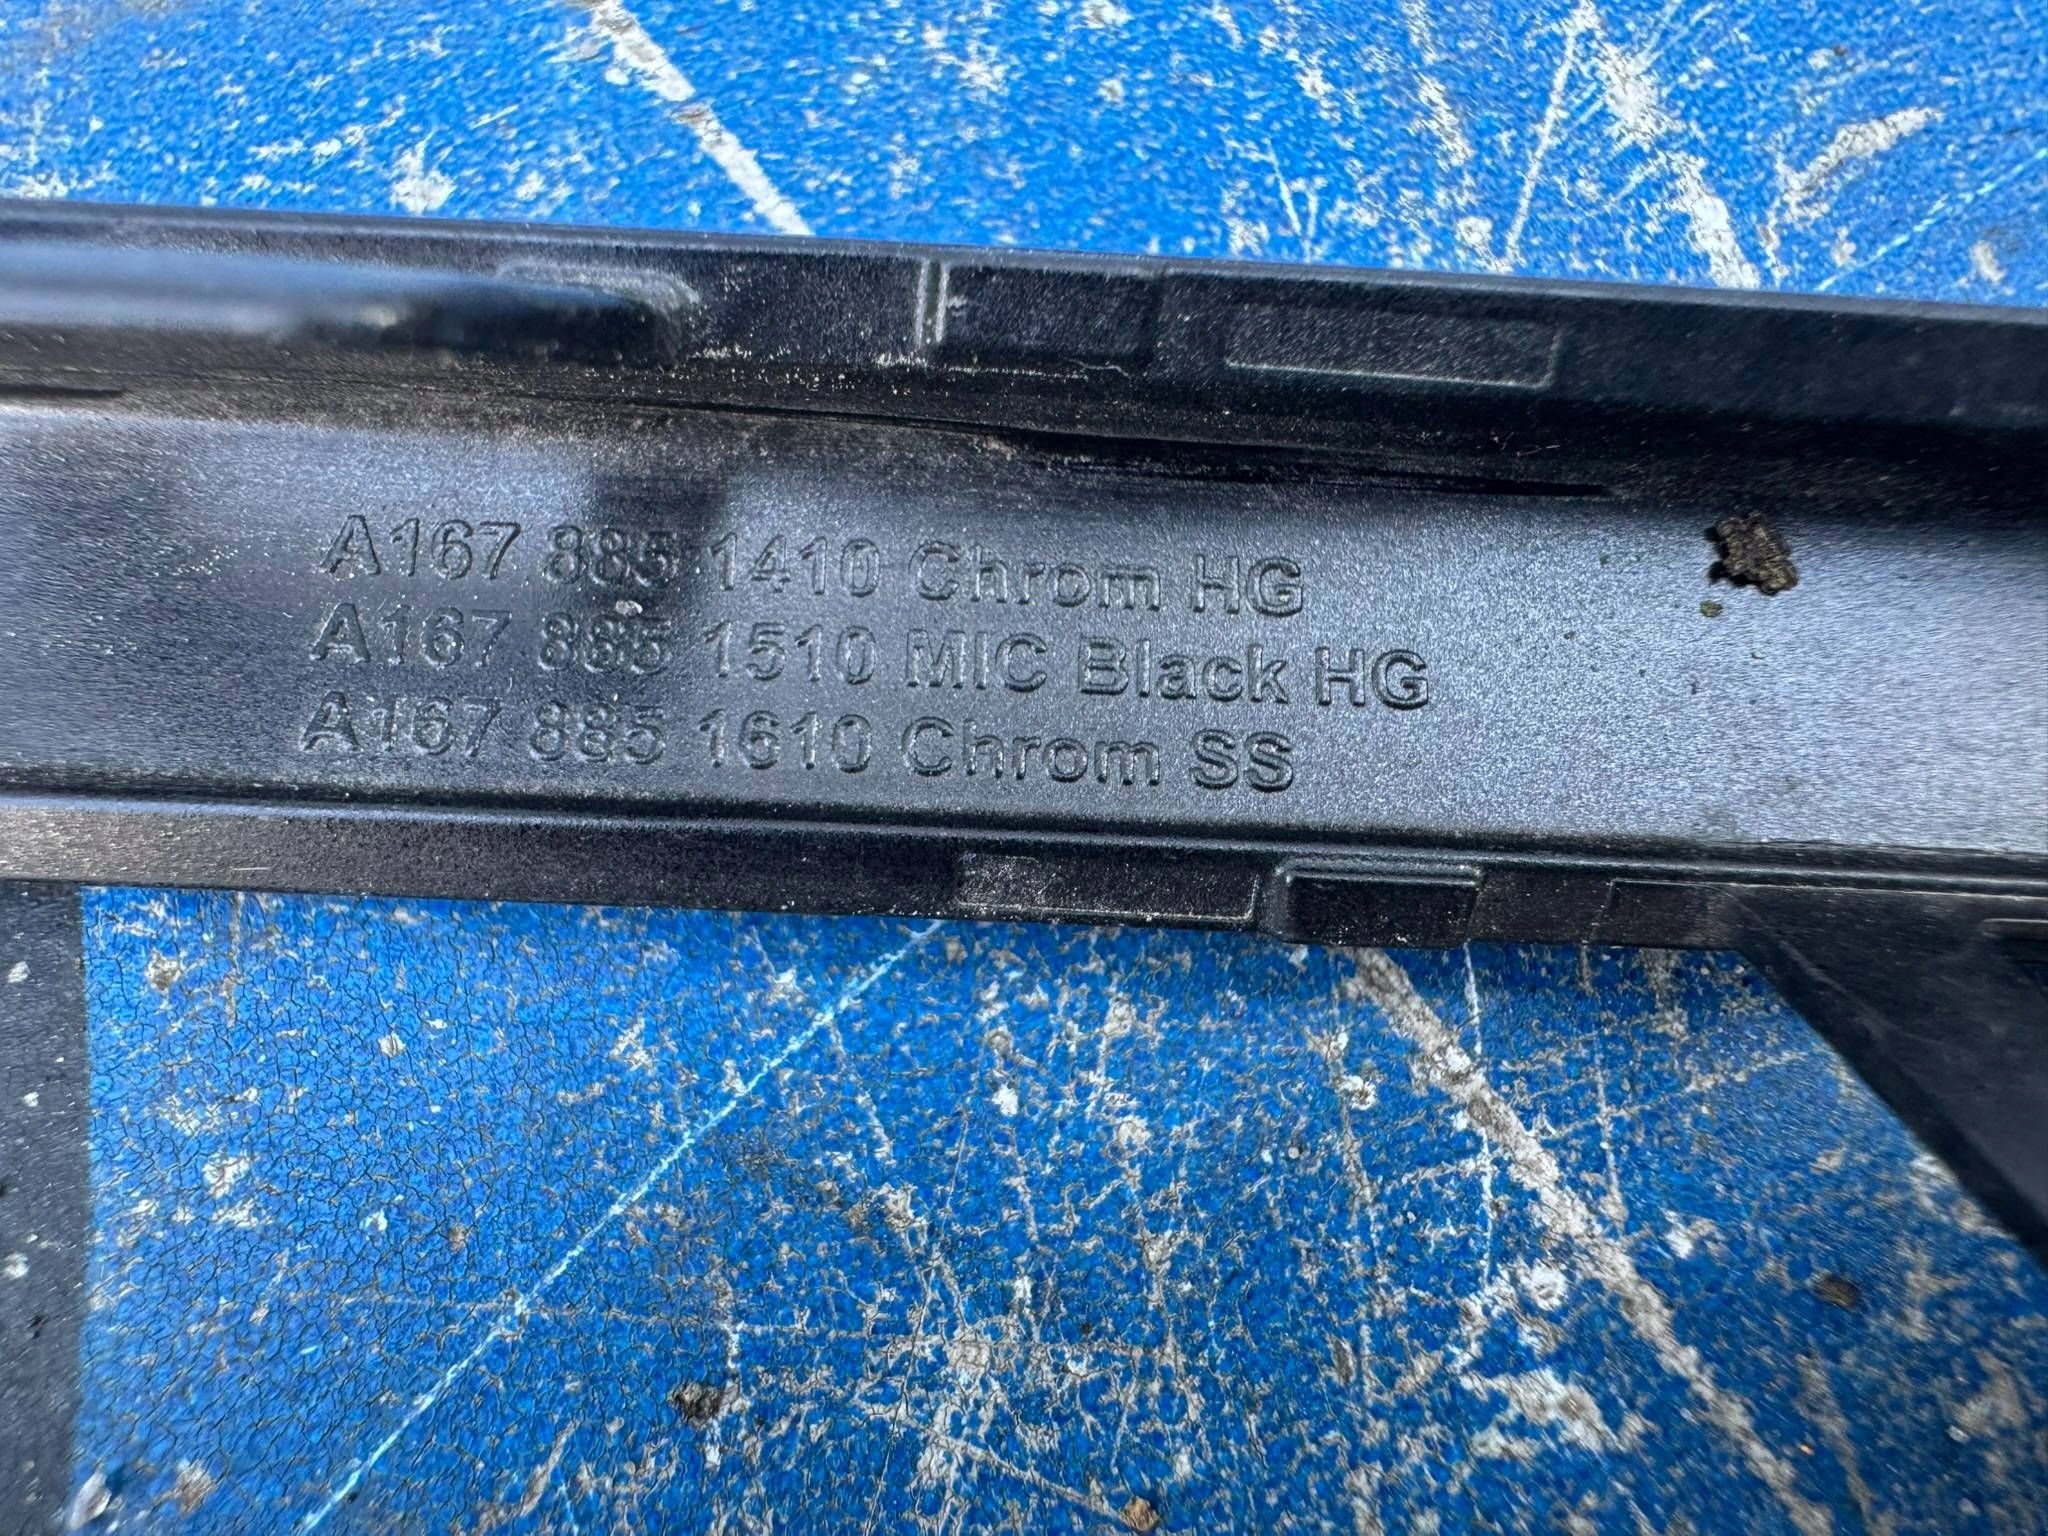 A167 885 1410 Chrom HG
A167 885 1510 MIC Black HG
A167 885 1610 Chrom SS